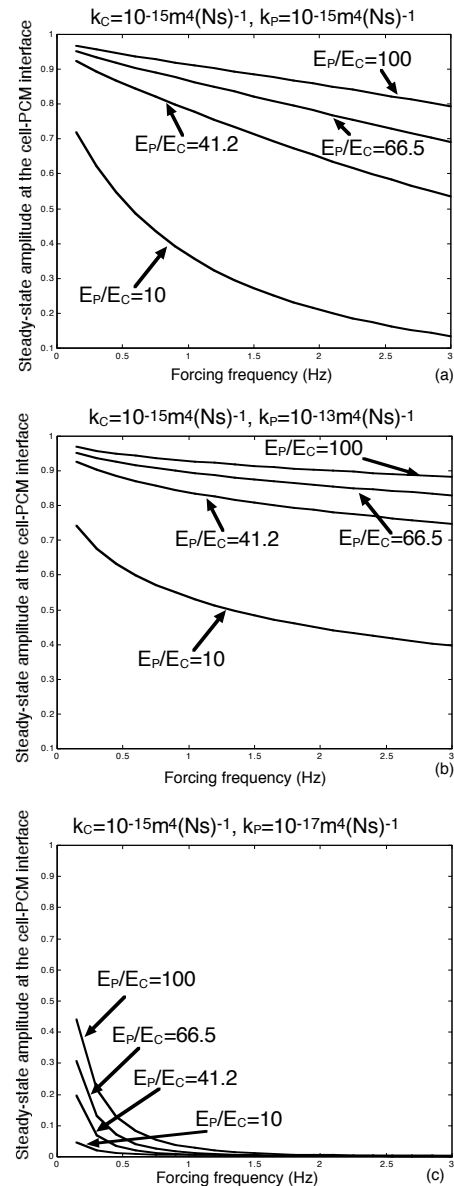 kC=10-15m4(Ns)-1, kP=10-15m4(Ns)-1
Steady-state amplitude at the cell-PCM interface
1
0.9
0.8
0.7
0.6
0.5
0.4
0.3
0.2
0.1
EP/EC=100
EP/EC=66.5
EP/EC=41.2
EP/EC=10
0 0.5 1 1.5 2 2.5 3
Forcing frequency (Hz)
(a)
kC=10-15m4(Ns)-1, kP=10-13m4(Ns)-1
Steady-state amplitude at the cell-PCM interface
1
0.9
0.8
0.7
0.6
0.5
0.4
0.3
0.2
0.1
EP/EC=100
EP/EC=41.2
EP/EC=66.5
EP/EC=10
0 0.5 1 1.5 2 2.5 3
Forcing frequency (Hz)
(b)
kC=10-15m4(Ns)-1, kP=10-17m4(Ns)-1
Steady-state amplitude at the cell-PCM interface
1
0.9
0.8
0.7
0.6
0.5
0.4
0.3
0.2
0.1
0
EP/EC=100
EP/EC=66.5
EP/EC=41.2
EP/EC=10
0 0.5 1 1.5 2 2.5 3
Forcing frequency (Hz)
(c)